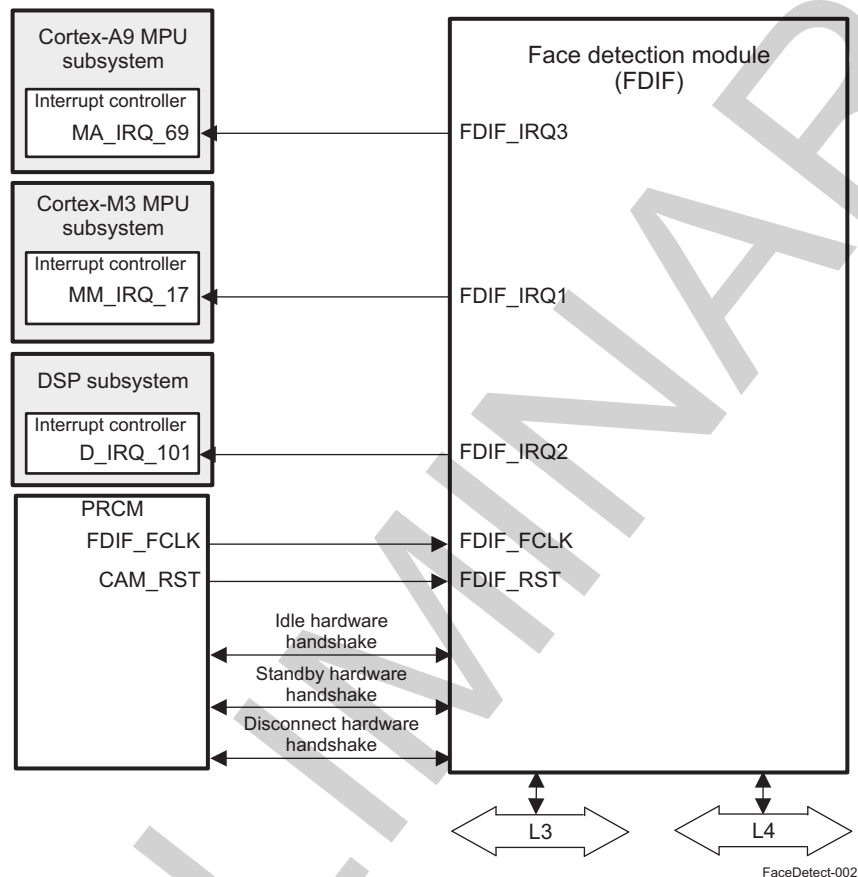 Cortex-A9 MPU
subsystem
Interrupt controller
MA_IRQ_69
Cortex-M3 MPU
subsystem
Interrupt controller
MM_IRQ_17
DSP subsystem
Interrupt controller
D_IRQ_101
PRCM
FDIF_FCLK
CAM_RST
Idle hardware
handshake
Standby hardware
handshake
Disconnect hardware
handshake
Face detection module
(FDIF)
FDIF_IRQ3
FDIF_IRQ1
FDIF_IRQ2
FDIF_FCLK
FDIF_RST
L3
L4
FaceDetect-002
LIMINAR